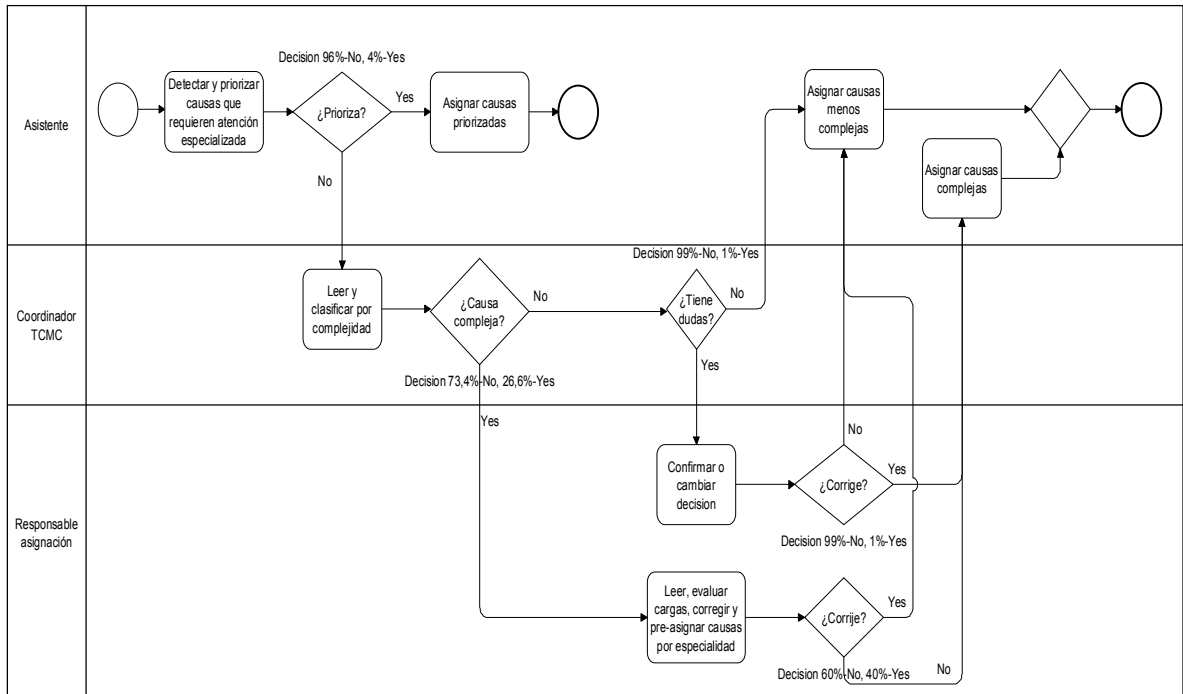 Asistente
Decision 96%-No, 4%-Yes
Detectar y priorizar
causas que
requieren atención
especializada
¿Prioriza?
Yes
No
Asignar causas
priorizadas
Asignar causas
menos
complejas
Asignar causas
complejas
Coordinador
TCMC
Leer y
clasificar por
complejidad
¿Causa
compleja?
No
Decision 73,4%-No, 26,6%-Yes
Yes
Decision 99%-No, 1%-Yes
¿Tiene
dudas?
No
Yes
Responsable
asignación
Confirmar o
cambiar
decision
¿Corrige?
No
Yes
Decision 99%-No, 1%-Yes
Leer, evaluar
cargas, corregir y
pre-asignar causas
por especialidad
¿Corrije?
Yes
No
Decision 60%-No, 40%-Yes